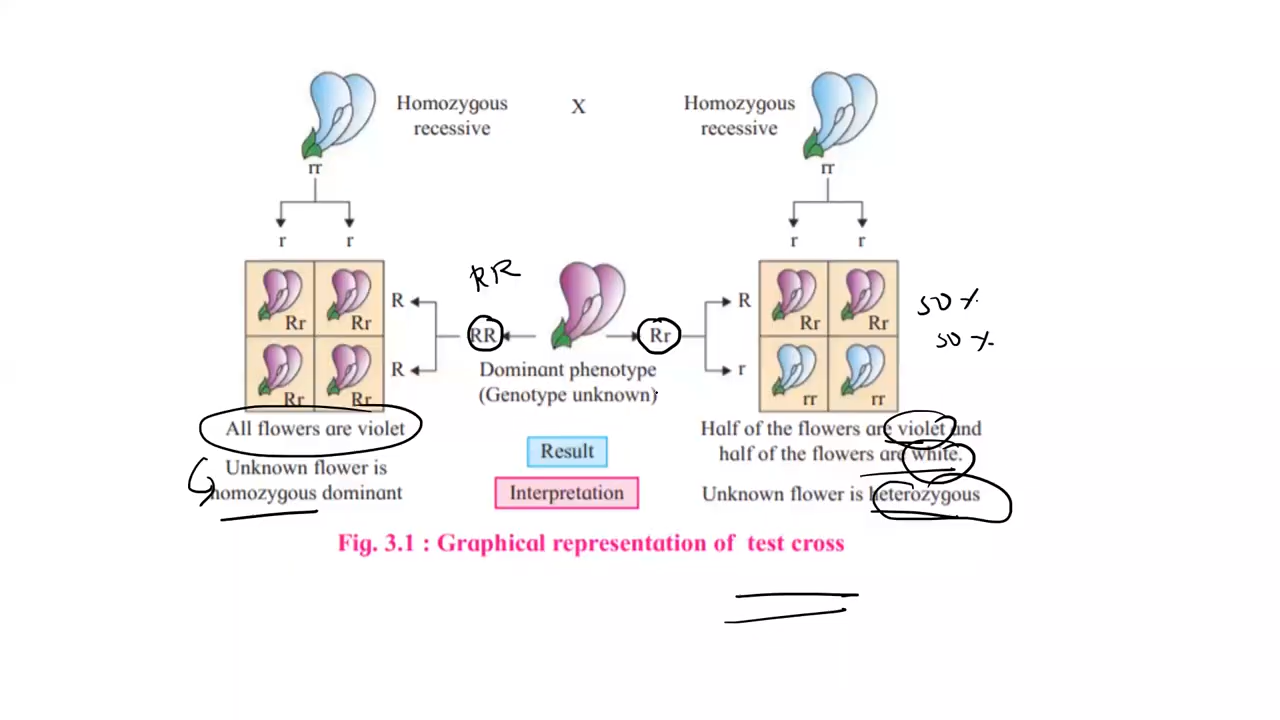 Homozygous
recessive
X
Homozygous
recessive
rr
rr
r r
r r
RR
R
Rr Rr
RR
Rr
R
Rr Rr
50 %
50 %
R
Rr Rr
Dominant phenotype
(Genotype unknown)
r
rr rr
All flowers are violet
Half of the flowers are violet and
half of the flowers are white.
Result
Unknown flower is
homozygous dominant
Interpretation
Unknown flower is heterozygous
Fig. 3.1 : Graphical representation of test cross